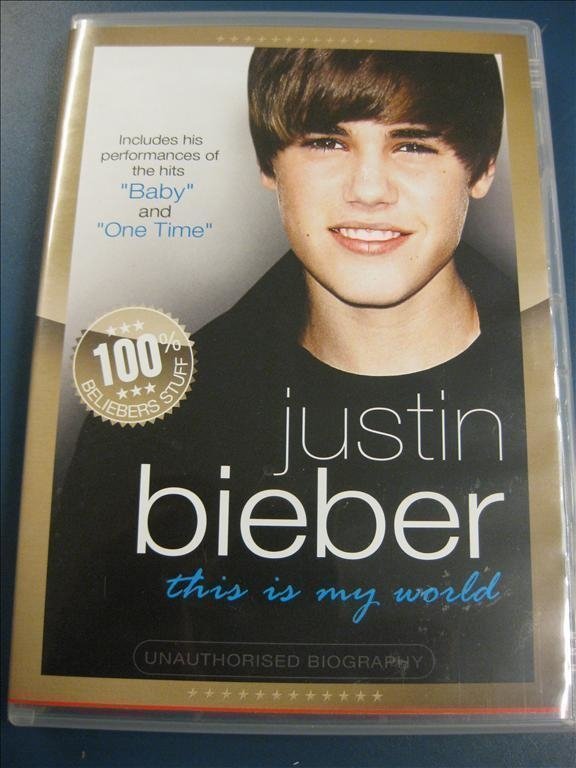 Includes his
performances of
the hits
"Baby"
and
"One Time"
100%
BELIEBERS STUFF
justin
bieber
this is my world
UNAUTHORISED BIOGRAPHY